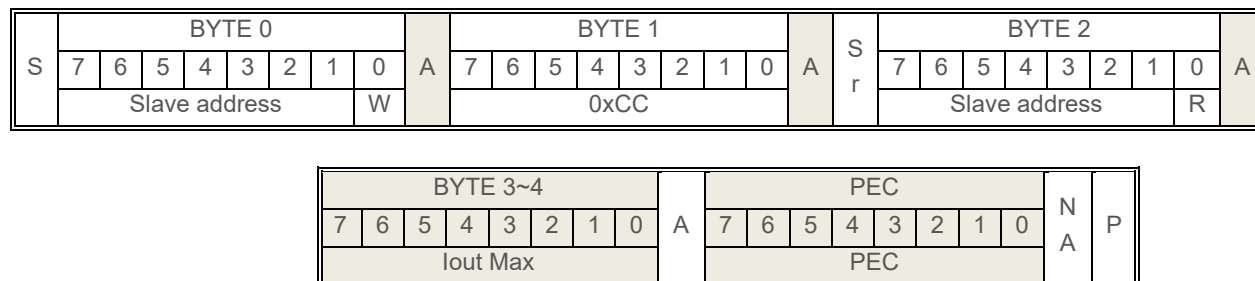 BYTE 0 BYTE 1 BYTE 2
S 7 6 5 4 3 2 1 0 A 7 6 5 4 3 2 1 0 A S r 7 6 5 4 3 2 1 0 A
Slave address W 0xCC Slave address R
BYTE 3~4 PEC
7 6 5 4 3 2 1 0 A 7 6 5 4 3 2 1 0 N A P
Iout Max PEC